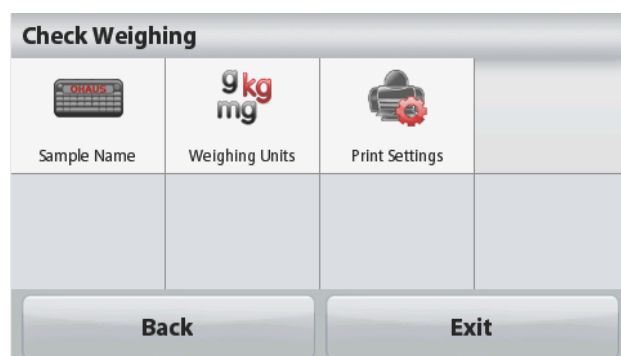 Check Weighing
OHAUS
g kg
mg
Sample Name
Weighing Units
Print Settings
Back
Exit